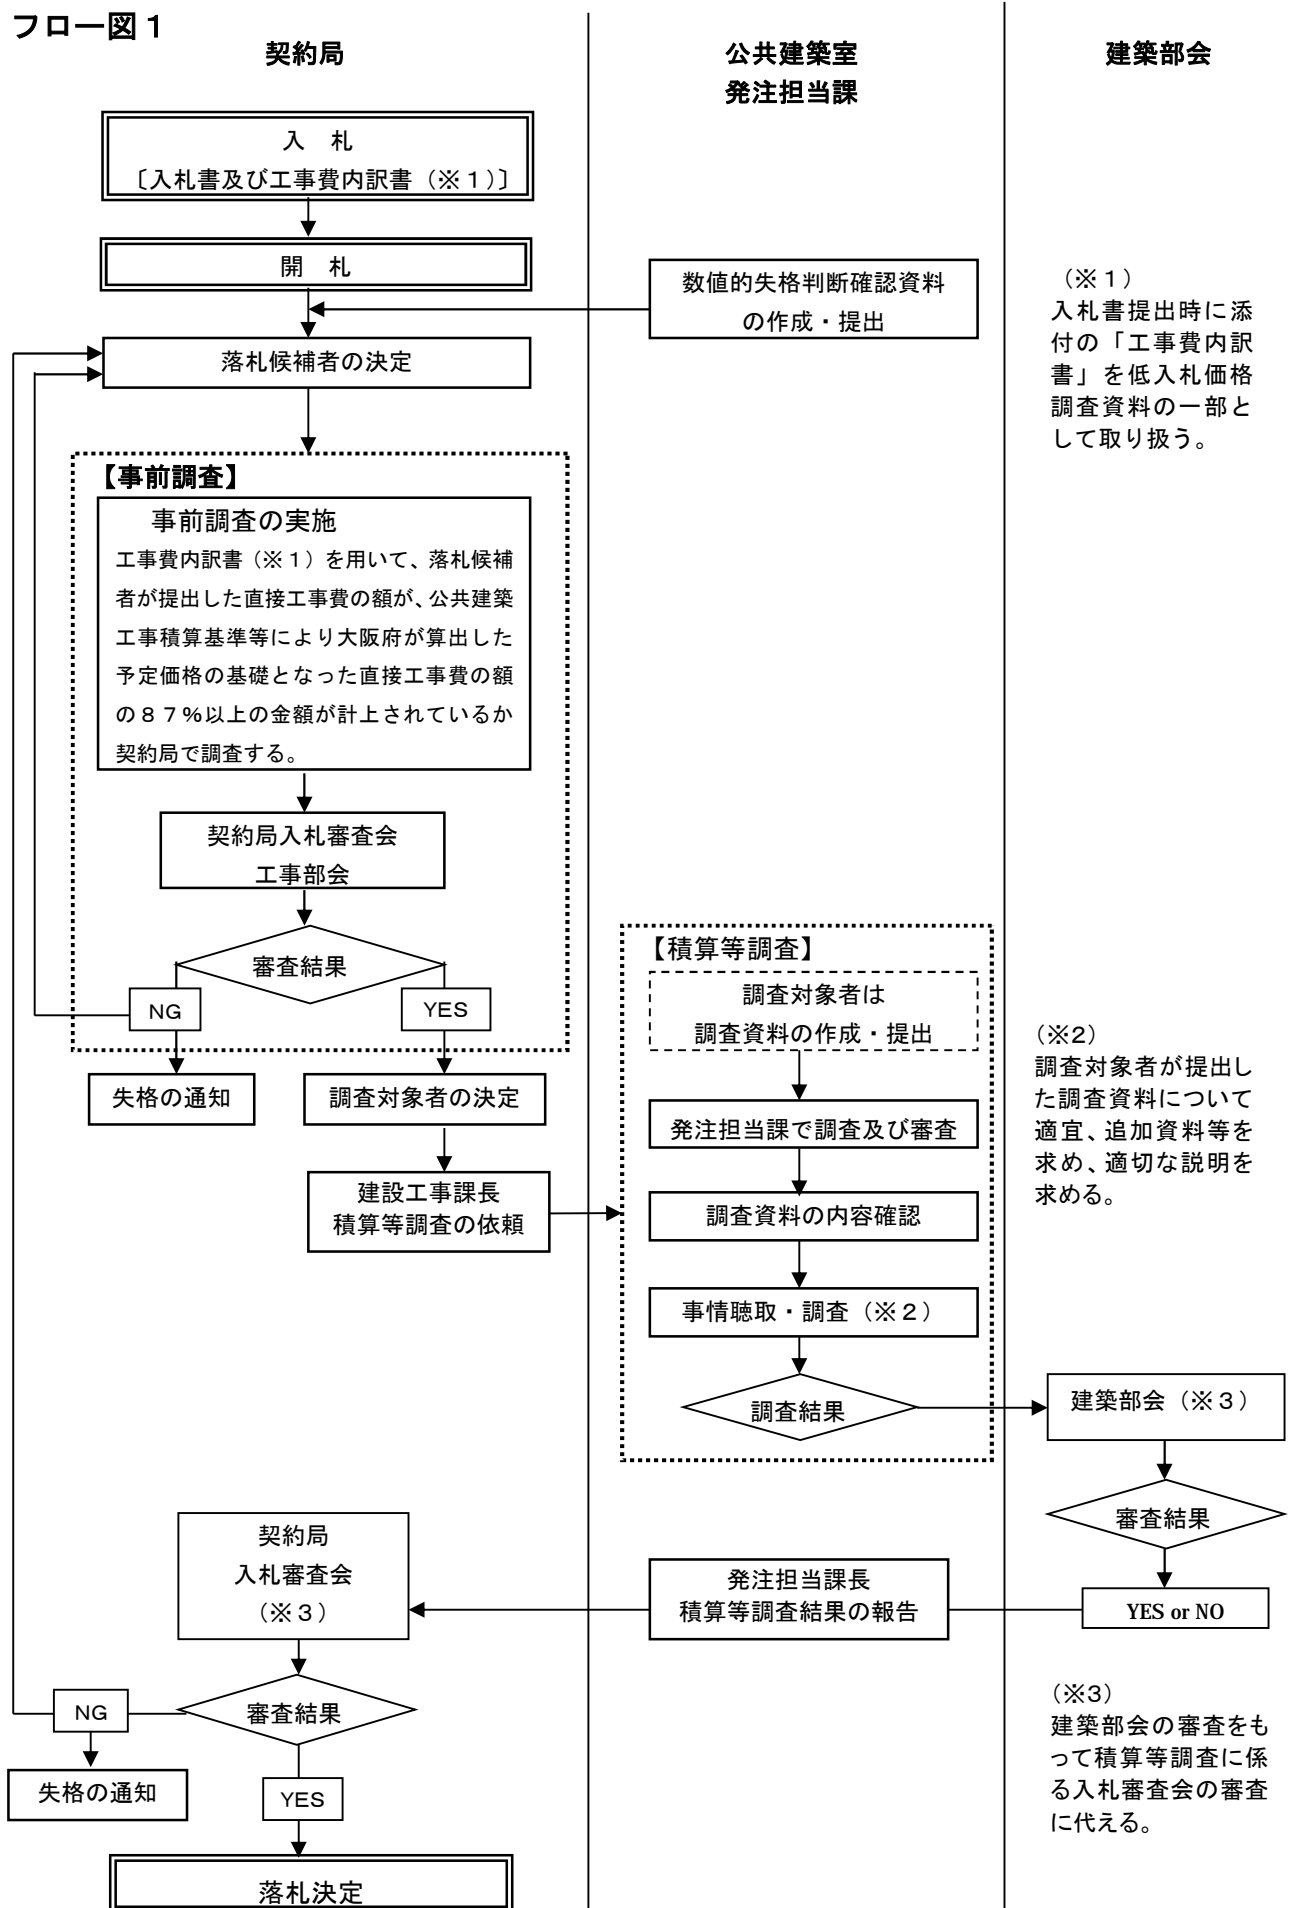 フロー図１
契約局
公共建築室
発注担当課
建築部会
入　札
〔入札書及び工事費内訳書（※１）〕
開　札
数値的失格判断確認資料
の作成・提出
落札候補者の決定
（※１）
入札書提出時に添
付の「工事費内訳
書」を低入札価格
調査資料の一部と
して取り扱う。
【事前調査】
事前調査の実施
工事費内訳書（※１）を用いて、落札候補
者が提出した直接工事費の額が、公共建築
工事積算基準等により大阪府が算出した
予定価格の基礎となった直接工事費の額
の８７％以上の金額が計上されているか
契約局で調査する。
契約局入札審査会
工事部会
審査結果
NG
YES
失格の通知
調査対象者の決定
建設工事課長
積算等調査の依頼
【積算等調査】
調査対象者は
調査資料の作成・提出
発注担当課で調査及び審査
調査資料の内容確認
事情聴取・調査（※２）
調査結果
（※2）
調査対象者が提出し
た調査資料について
適宜、追加資料等を
求め、適切な説明を
求める。
建築部会（※３）
審査結果
YES or NO
発注担当課長
積算等調査結果の報告
契約局
入札審査会
（※３）
審査結果
NG
失格の通知
YES
落札決定
（※3）
建築部会の審査をも
って積算等調査に係
る入札審査会の審査
に代える。